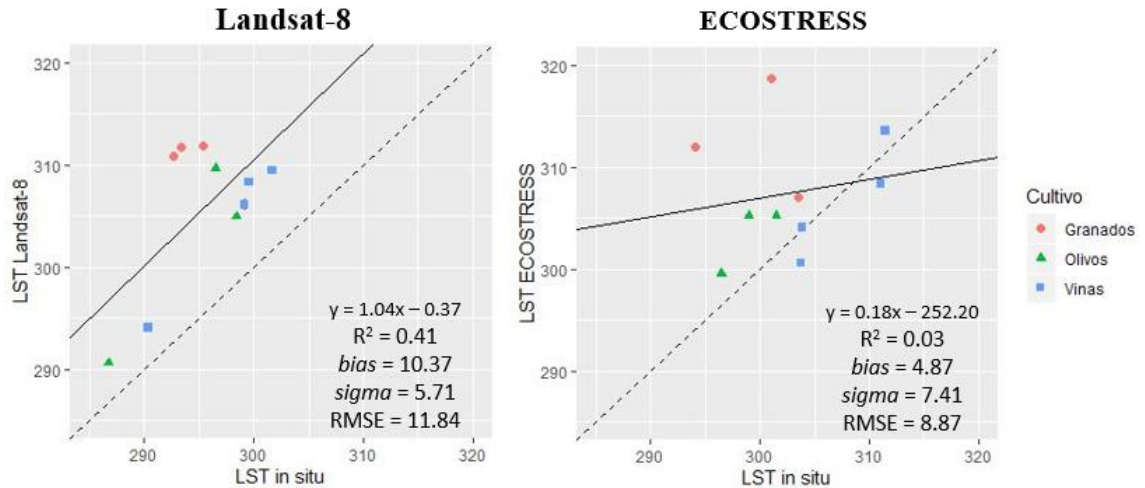 Landsat-8
320
310
300
290
LST Landsat-8
y = 1.04x – 0.37
R² = 0.41
bias = 10.37
sigma = 5.71
RMSE = 11.84
290 300 310 320
LST in situ
ECOSTRESS
320
310
300
290
LST ECOSTRESS
y = 0.18x – 252.20
R² = 0.03
bias = 4.87
sigma = 7.41
RMSE = 8.87
290 300 310 320
LST in situ
Cultivo
Granados
Olivos
Vinas